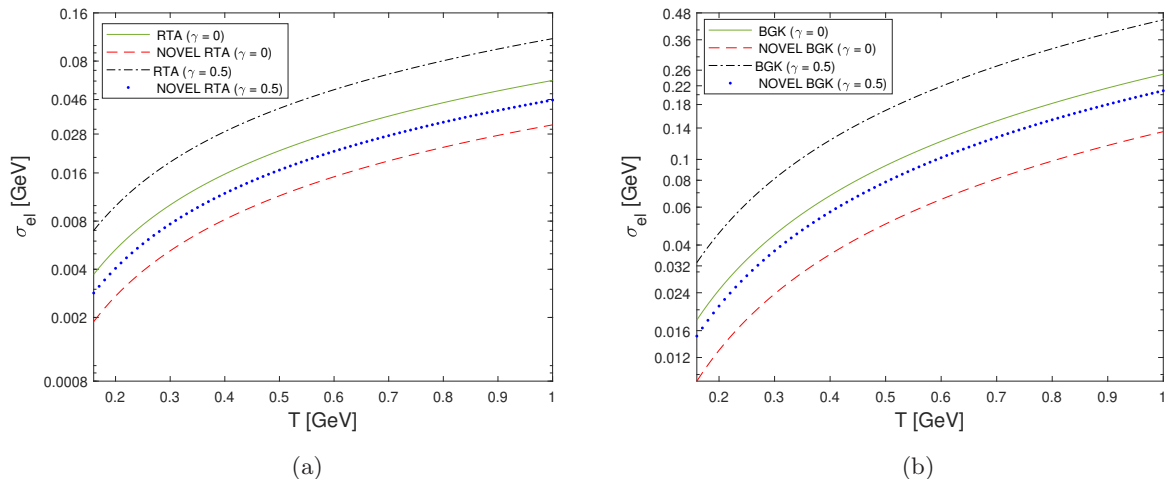 0.16
0.08
0.046
0.028
0.016
0.008
0.004
0.002
0.0008
σel [GeV]
RTA (γ = 0)
NOVEL RTA (γ = 0)
RTA (γ = 0.5)
NOVEL RTA (γ = 0.5)
0.2 0.3 0.4 0.5 0.6 0.7 0.8 0.9 1
T [GeV]
(a)
0.48
0.36
0.26
0.22
0.18
0.14
0.1
0.08
0.06
0.04
0.032
0.024
0.016
0.012
σel [GeV]
BGK (γ = 0)
NOVEL BGK (γ = 0)
BGK (γ = 0.5)
NOVEL BGK (γ = 0.5)
0.2 0.3 0.4 0.5 0.6 0.7 0.8 0.9 1
T [GeV]
(b)